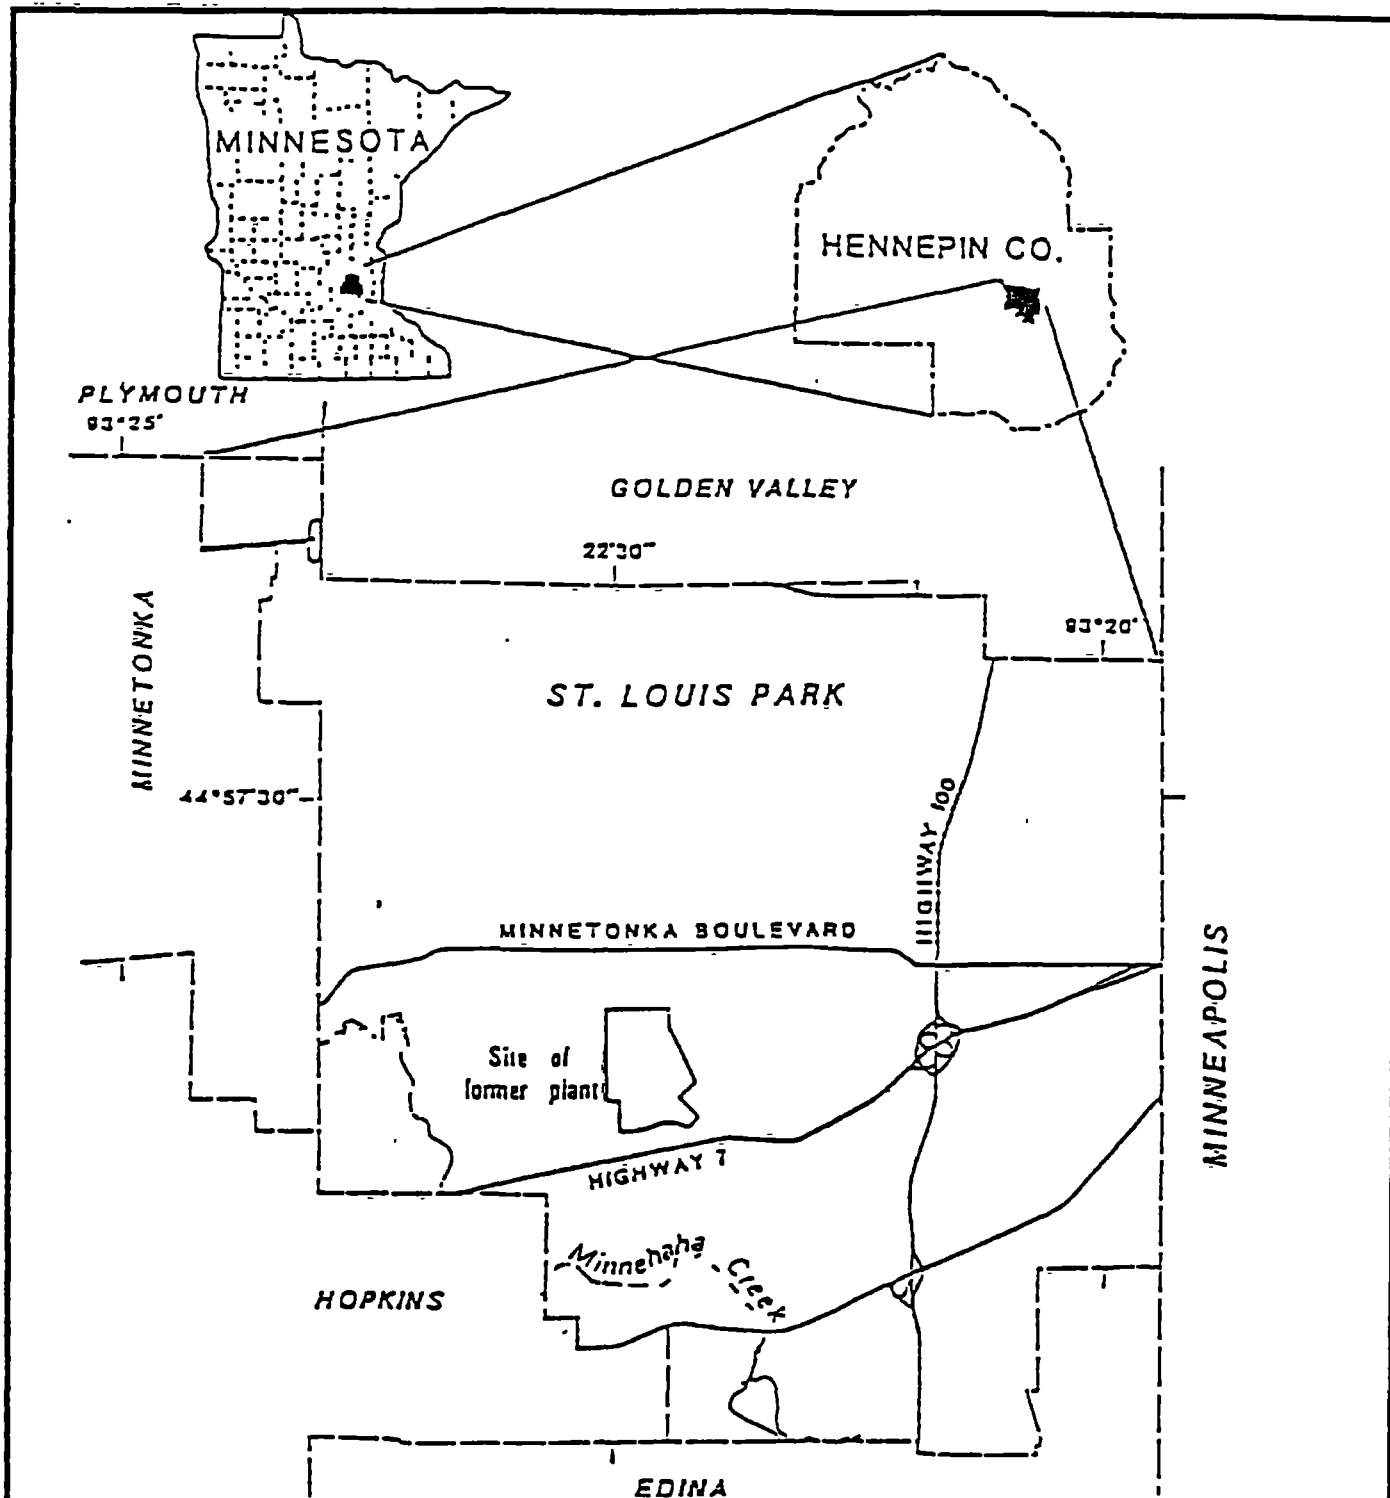 MINNESOTA
HENNEPIN CO.
PLYMOUTH
93°25'
GOLDEN VALLEY
22'30"
93°20'
MINNETONKA
ST. LOUIS PARK
44°57'30"
HIGHWAY 100
MINNETONKA BOULEVARD
MINNEAPOLIS
Site of
former plant
HIGHWAY 7
Minnehaha Creek
HOPKINS
EDINA